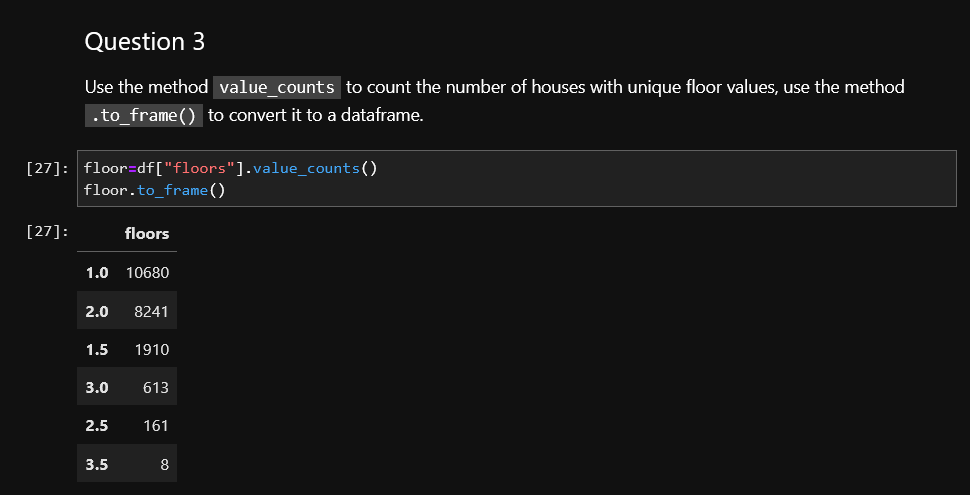 Question 3
Use the method value_counts to count the number of houses with unique floor values, use the method
.to_frame() to convert it to a dataframe.
[27]: floor=df["floors"].value_counts()
floor.to_frame()
[27]: floors
1.0 10680
2.0 8241
1.5 1910
3.0 613
2.5 161
3.5 8